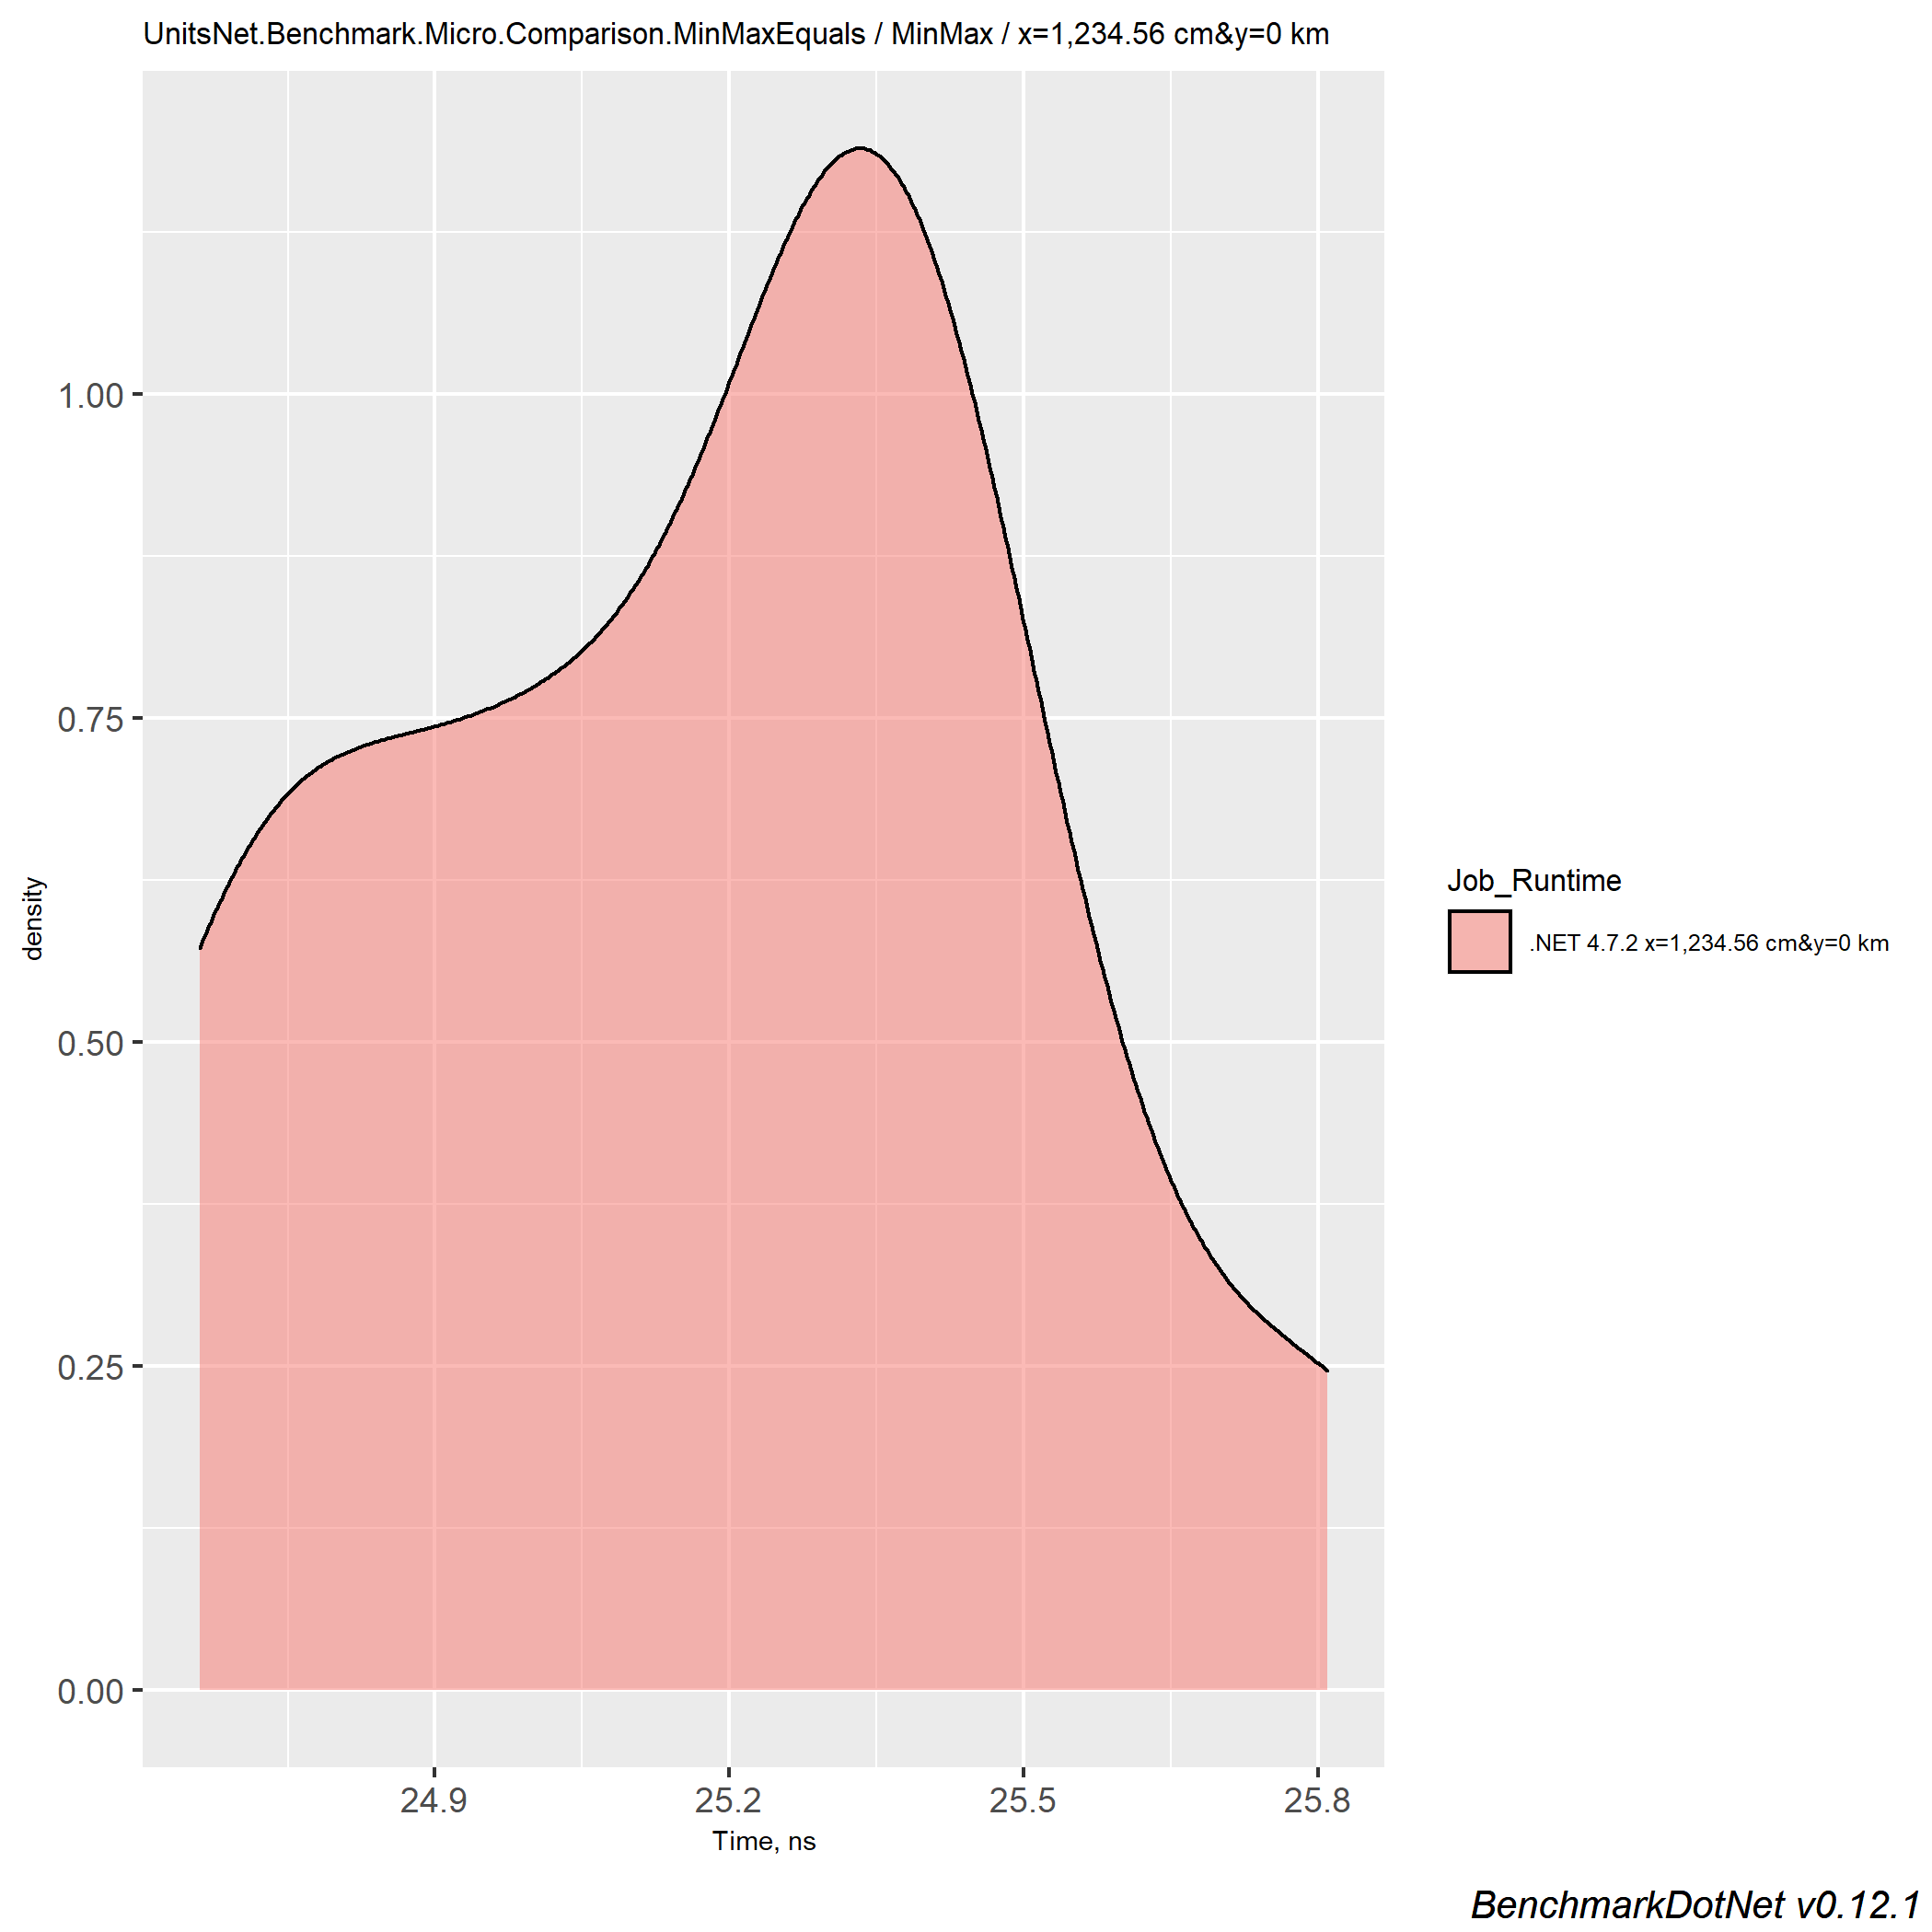 UnitsNet.Benchmark.Micro.Comparison.MinMaxEquals / MinMax / x=1,234.56 cm&y=0 km
1.00
0.75
0.50
0.25
0.00
density
24.9 25.2 25.5 25.8
Time, ns
Job_Runtime
.NET 4.7.2 x=1,234.56 cm&y=0 km
BenchmarkDotNet v0.12.1